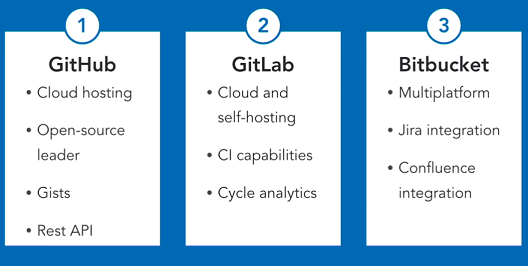 1
GitHub
• Cloud hosting
• Open-source
leader
• Gists
• Rest API
2
GitLab
• Cloud and
self-hosting
• CI capabilities
• Cycle analytics
3
Bitbucket
• Multiplatform
• Jira integration
• Confluence
integration